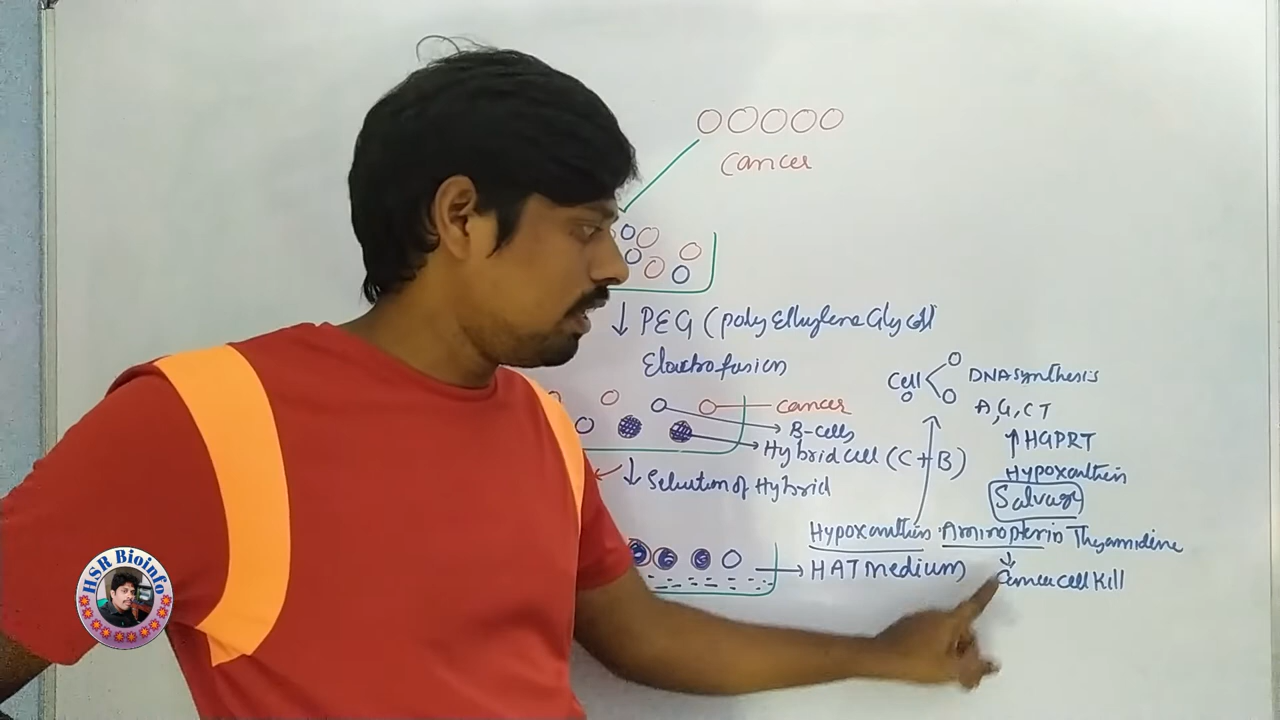 Cancer
↓ PEG (poly Ethylene Glycol
Electrofusion
Cell
DNA synthesis
A, G, C T
↑ HGPRT
Hypoxanthin
Salvage
cancer
B-cells
Hybrid cell (C + B)
↓ Selection of Hybrid
Hypoxanthin Aminopterin Thyamidine
HAT medium
Cancer cell Kill
HSR Bioinfo